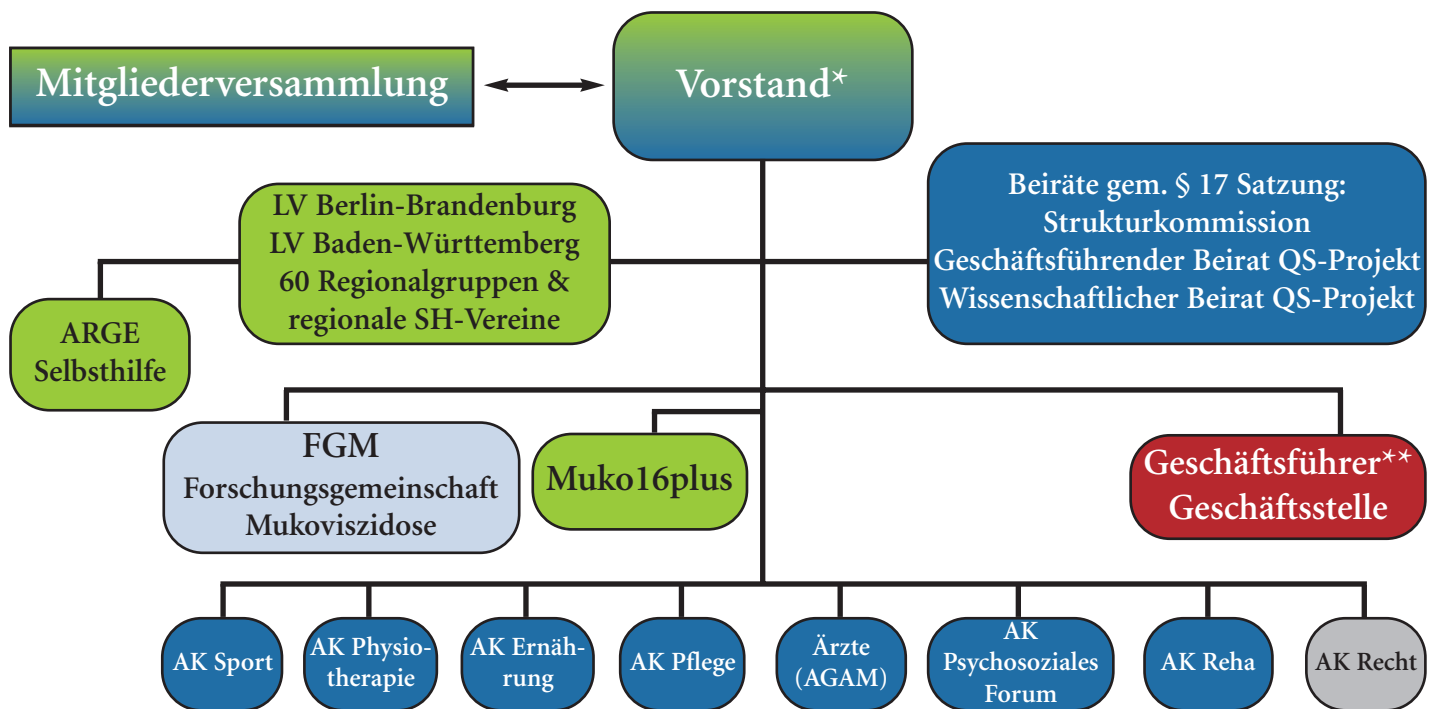 Mitgliederversammlung
Vorstand*
LV Berlin-Brandenburg
LV Baden-Württemberg
60 Regionalgruppen &
regionale SH-Vereine
Beiräte gem. § 17 Satzung:
Strukturkommission
Geschäftsführender Beirat QS-Projekt
Wissenschaftlicher Beirat QS-Projekt
ARGE
Selbsthilfe
FGM
Forschungsgemeinschaft
Mukoviszidose
Muko16plus
Geschäftsführer**
Geschäftsstelle
AK Sport
AK Physio-
therapie
AK Ernäh-
rung
AK Pflege
Ärzte
(AGAM)
AK
Psychosoziales
Forum
AK Reha
AK Recht